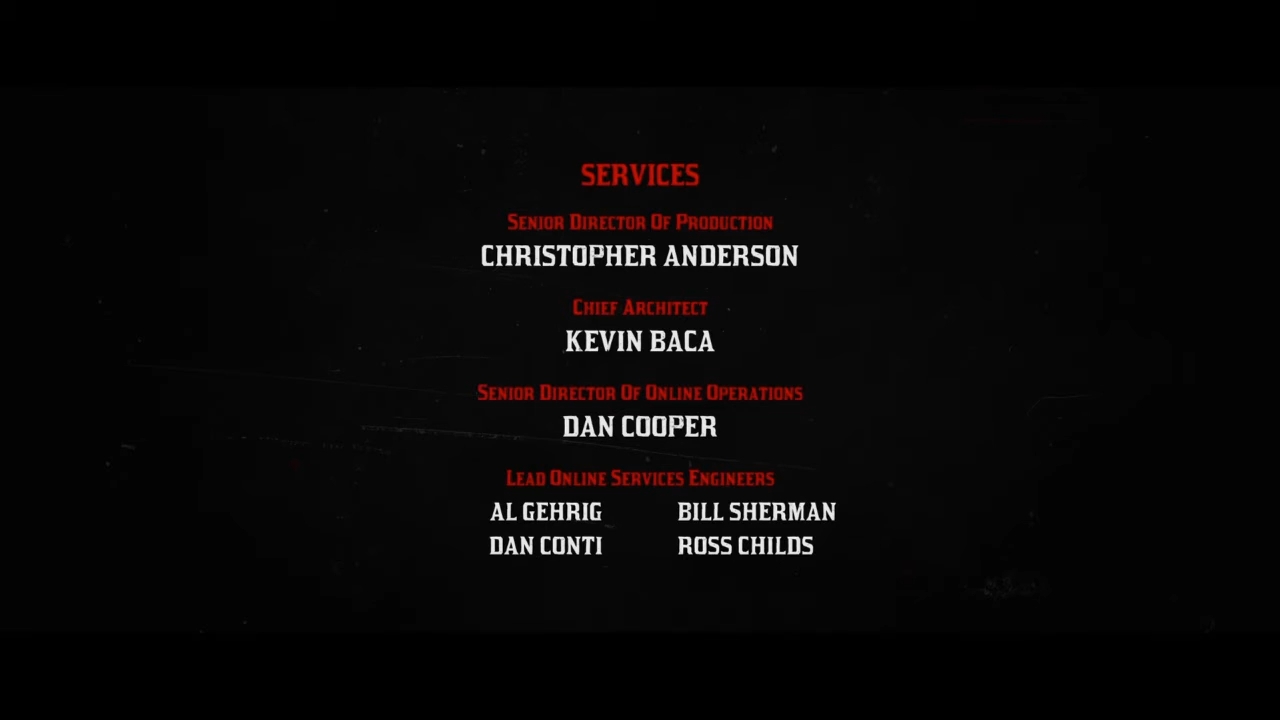 SERVICES
SENIOR DIRECTOR OF PRODUCTION
CHRISTOPHER ANDERSON
CHIEF ARCHITECT
KEVIN BACA
SENIOR DIRECTOR OF ONLINE OPERATIONS
DAN COOPER
LEAD ONLINE SERVICES ENGINEERS
AL GEHRIG BILL SHERMAN
DAN CONTI ROSS CHILDS